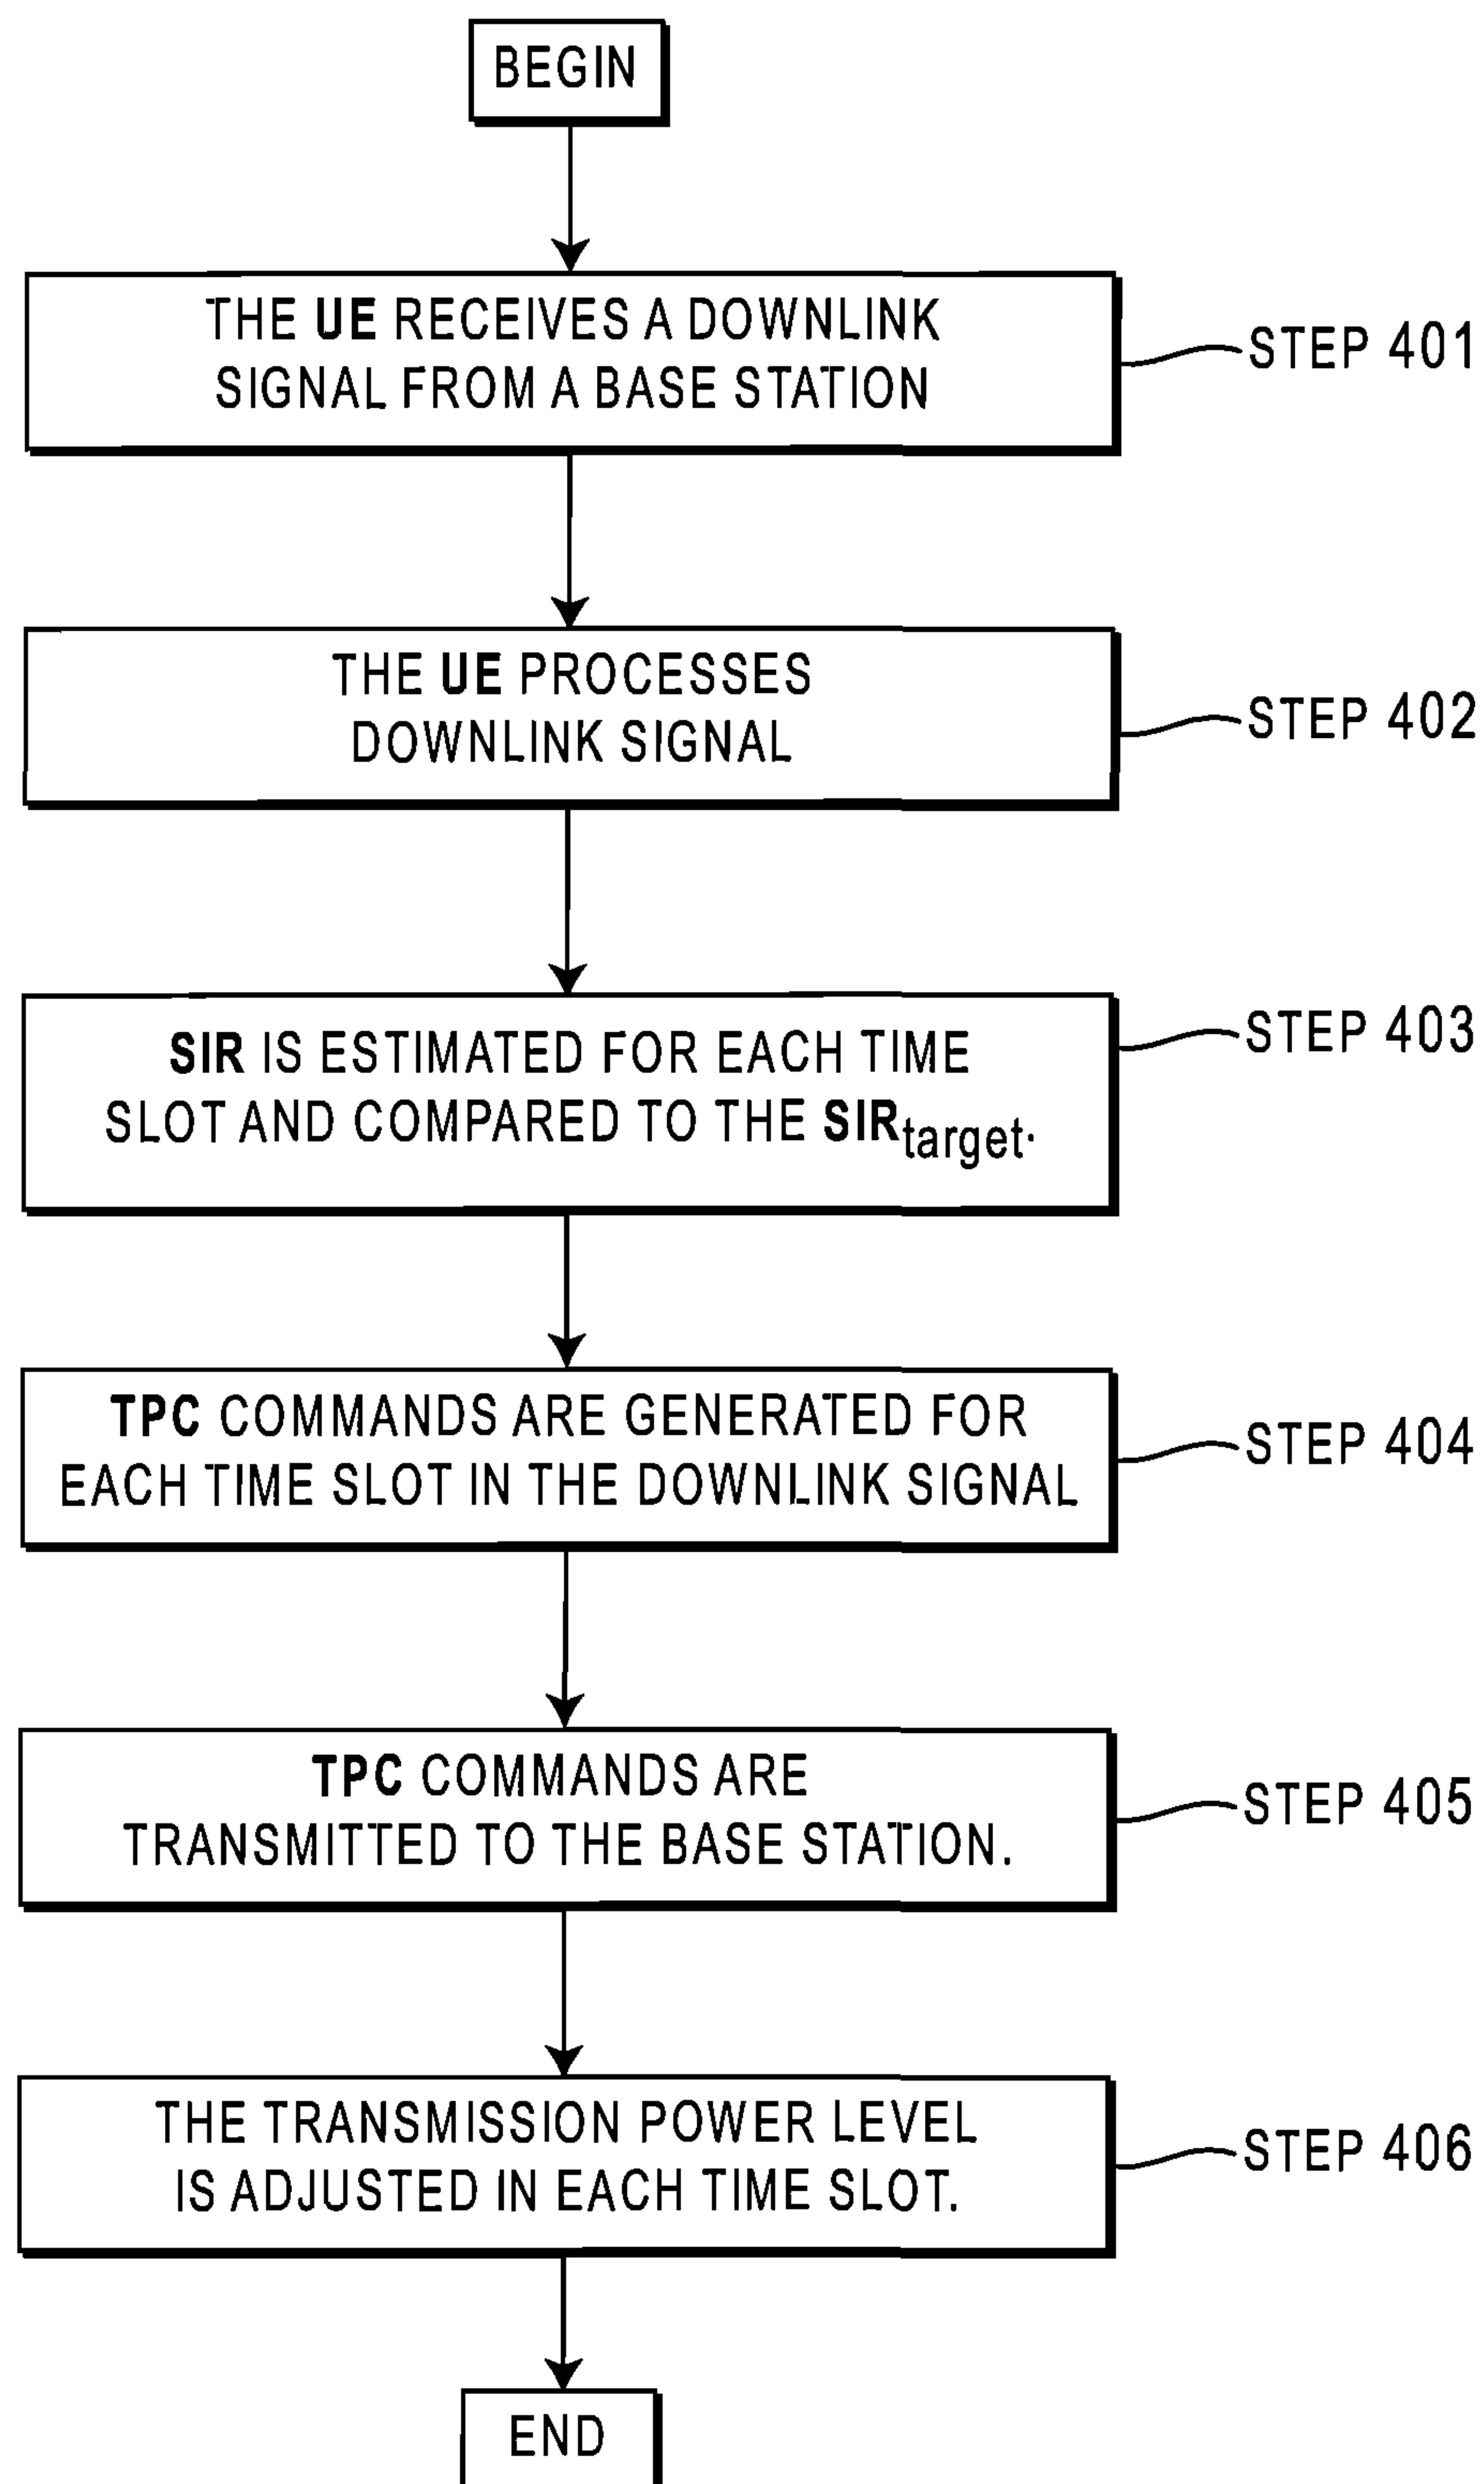 BEGIN
THE UE RECEIVES A DOWNLINK
SIGNAL FROM A BASE STATION
STEP 401
THE UE PROCESSES
DOWNLINK SIGNAL
STEP 402
SIR IS ESTIMATED FOR EACH TIME
SLOT AND COMPARED TO THE SIRtarget.
STEP 403
TPC COMMANDS ARE GENERATED FOR
EACH TIME SLOT IN THE DOWNLINK SIGNAL
STEP 404
TPC COMMANDS ARE
TRANSMITTED TO THE BASE STATION.
STEP 405
THE TRANSMISSION POWER LEVEL
IS ADJUSTED IN EACH TIME SLOT.
STEP 406
END